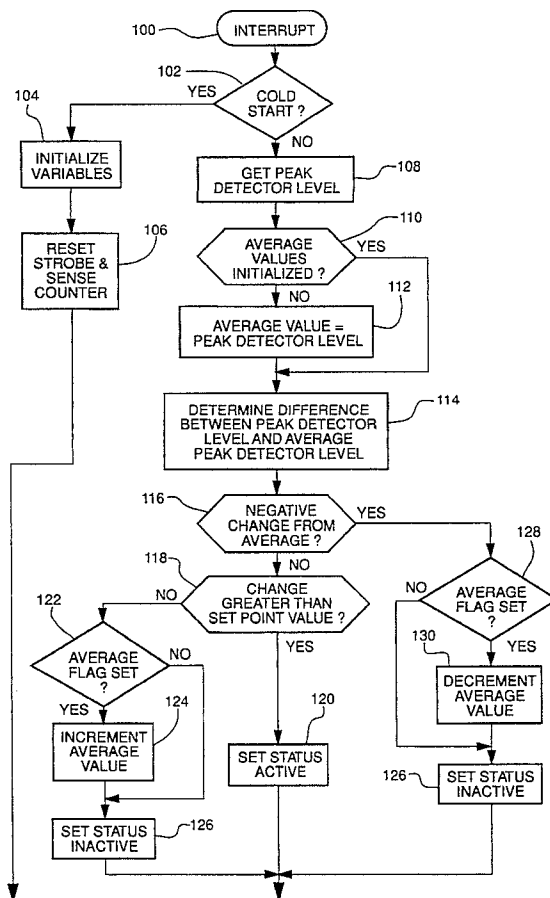 100
INTERRUPT
102
YES
COLD
START ?
NO
104
INITIALIZE
VARIABLES
GET PEAK
DETECTOR LEVEL
108
106
RESET
STROBE &
SENSE
COUNTER
110
AVERAGE
VALUES
INITIALIZED ?
YES
NO
112
AVERAGE VALUE =
PEAK DETECTOR LEVEL
114
DETERMINE DIFFERENCE
BETWEEN PEAK DETECTOR
LEVEL AND AVERAGE
PEAK DETECTOR LEVEL
116
NEGATIVE
CHANGE FROM
AVERAGE ?
YES
NO
118
CHANGE
GREATER THAN
SET POINT VALUE ?
NO
YES
128
NO
AVERAGE
FLAG SET
?
YES
122
AVERAGE
FLAG SET
?
NO
YES
130
DECREMENT
AVERAGE
VALUE
124
INCREMENT
AVERAGE
VALUE
120
SET STATUS
ACTIVE
126
SET STATUS
INACTIVE
SET STATUS
INACTIVE
126